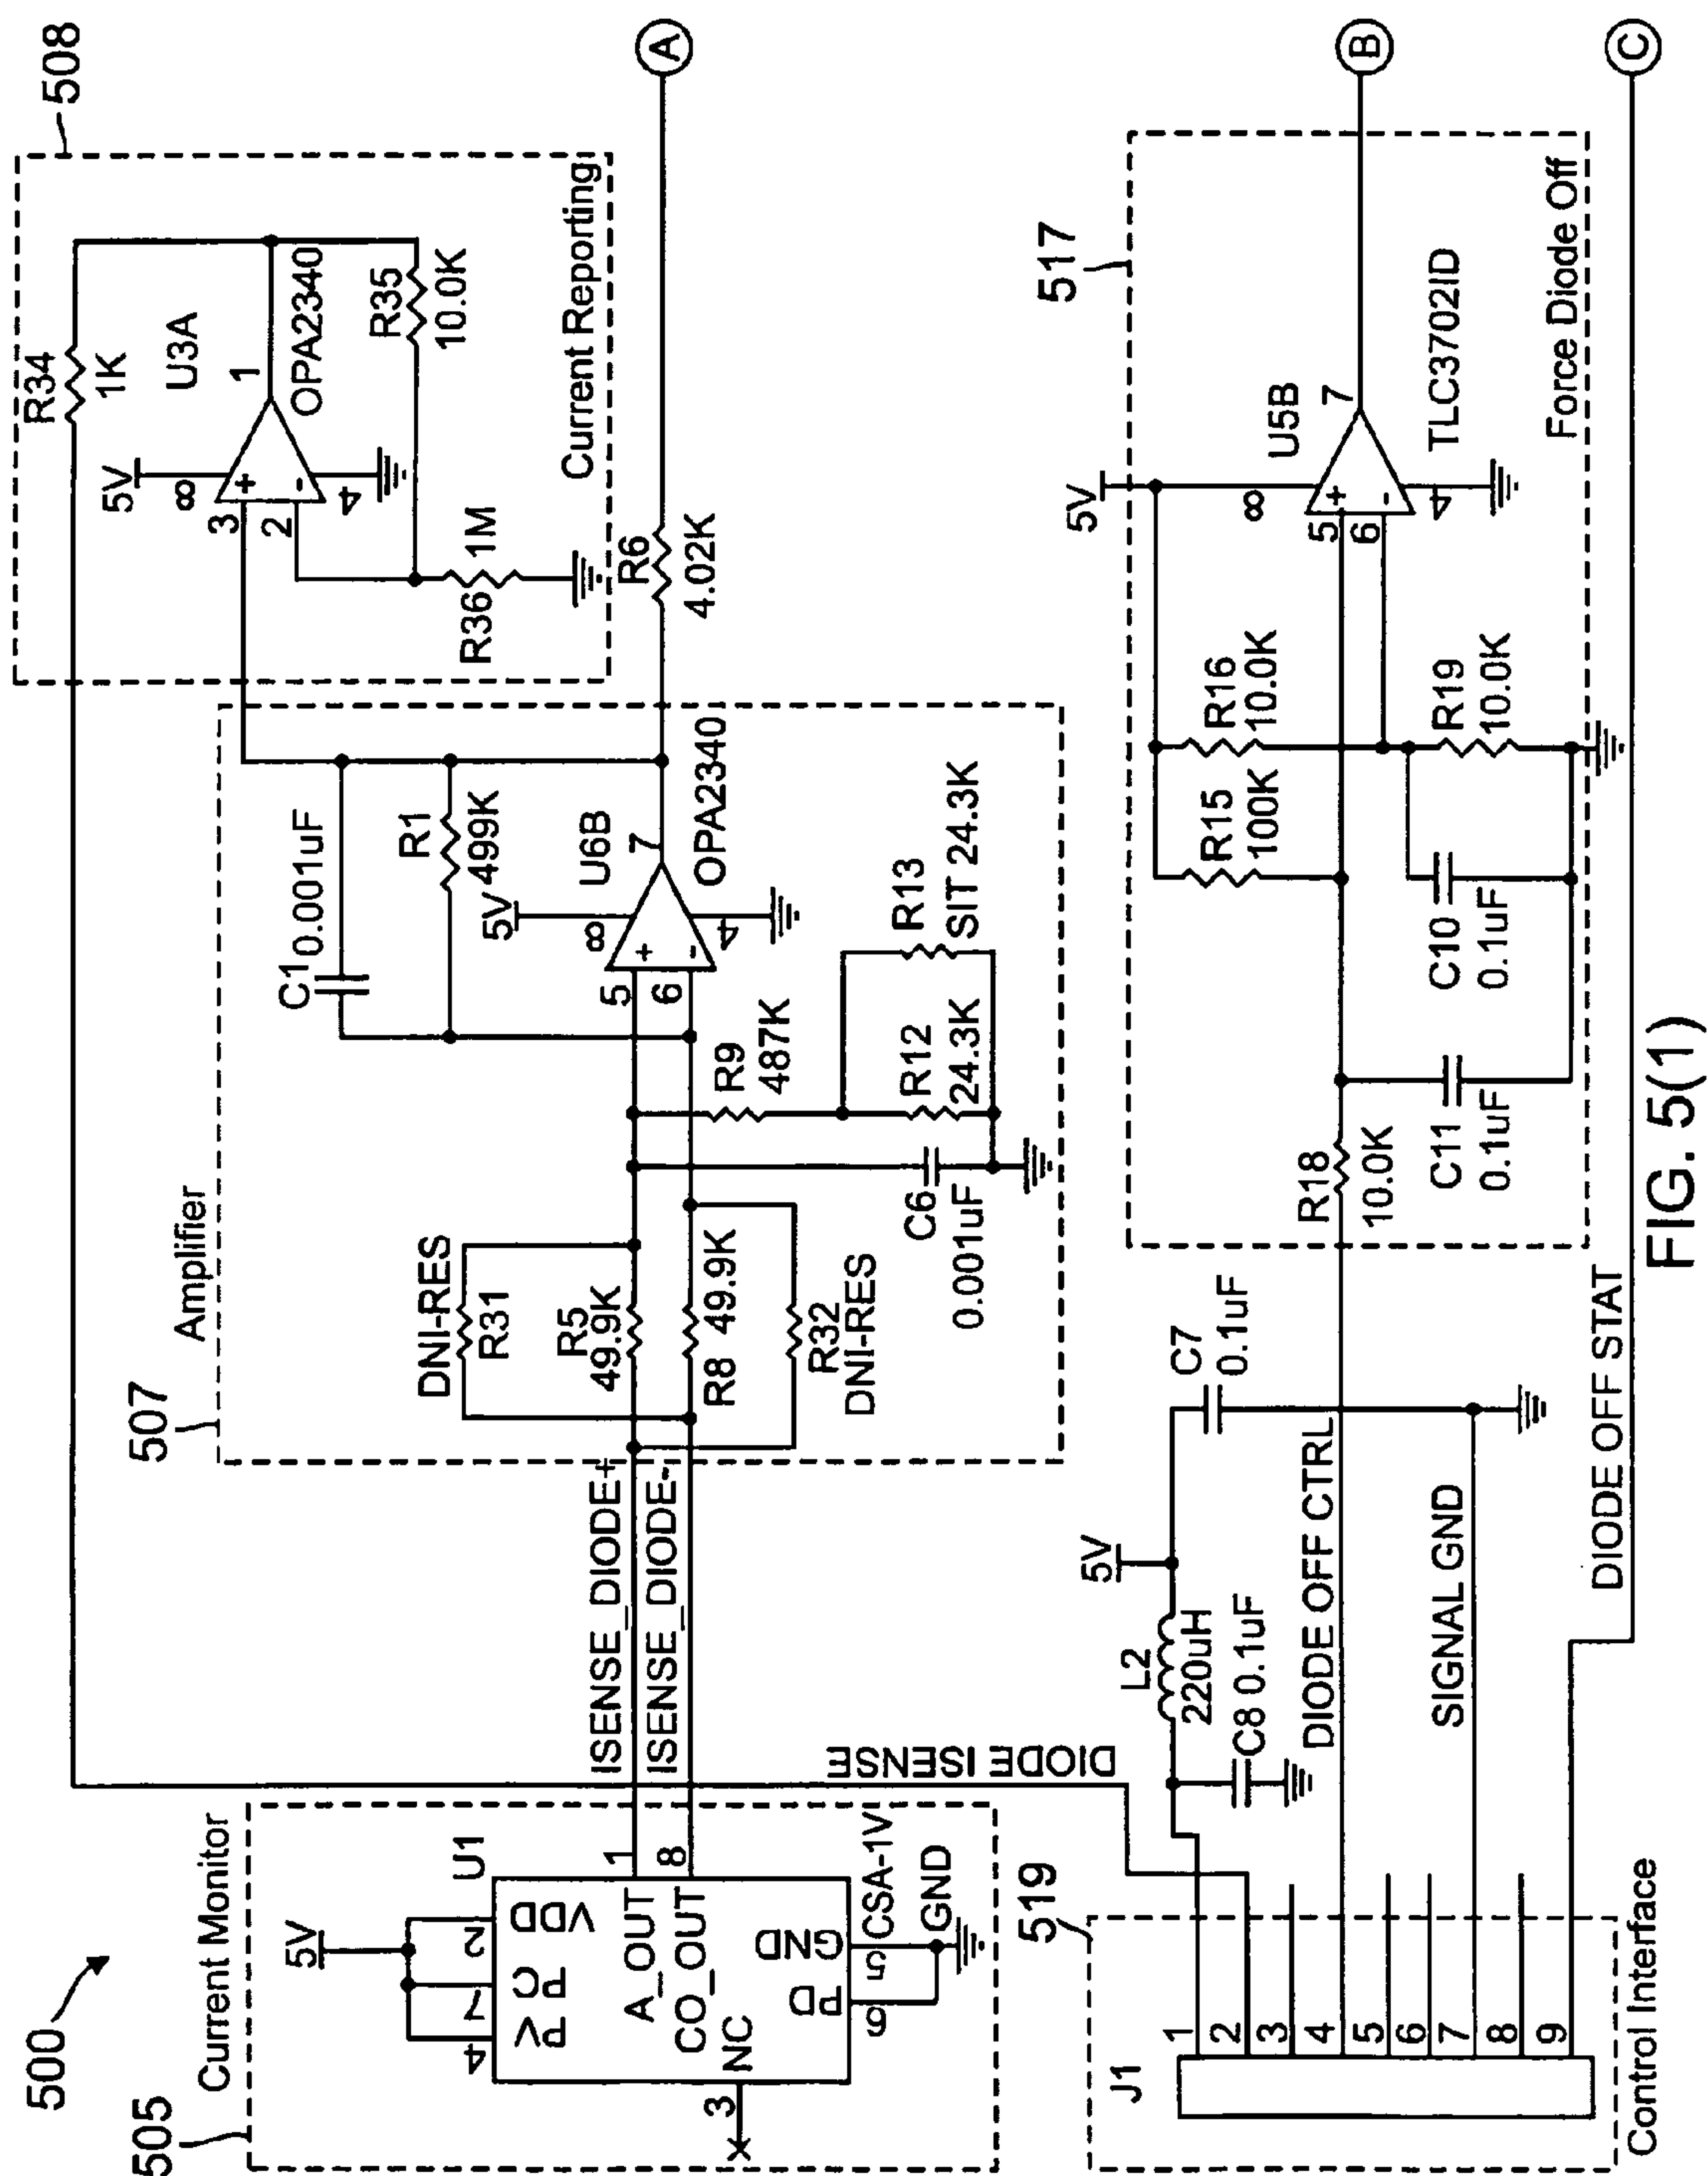 500
505
Current Monitor
5V
4
7
2
PV
PC
VDD
U1
A_OUT
1
CO_OUT
8
NC
3
PD
GND
6
5
CSA-1V
GND
ISENSE_DIODE+
ISENSE_DIODE-
DIODE ISENSE
507
Amplifier
DNI-RES
R31
R5
49.9K
R8 49.9K
R32
DNI-RES
C6
0.001uF
R9
487K
R12
24.3K
R13
SIT 24.3K
C1
0.001uF
R1
499K
5V
U6B
8
5
+
6
-
7
4
OPA2340
508
R34
1K
5V
U3A
8
3
+
2
-
1
4
OPA2340
R35
10.0K
R36
1M
Current Reporting
R6
4.02K
A
519
J1
1
2
3
4
5
6
7
8
9
Control Interface
L2
220uH
C8 0.1uF
5V
C7
0.1uF
DIODE OFF CTRL
SIGNAL GND
DIODE OFF STAT
517
R18
10.0K
C11
0.1uF
C10
0.1uF
R15
100K
R16
10.0K
R19
10.0K
5V
U5B
8
5
+
6
-
7
4
TLC3702ID
Force Diode Off
B
C
FIG. 5(1)